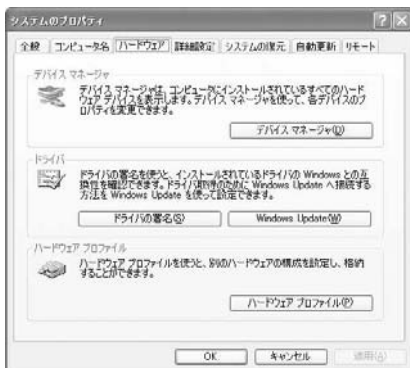 システムのプロパティ
全般 コンピュータ名 ハードウェア 詳細設定 システムの復元 自動更新 リモート
デバイス マネージャ
デバイス マネージャは、コンピュータにインストールされているすべてのハード
ウェア デバイスを表示します。デバイス マネージャを使って、各デバイスのプ
ロパティを変更できます。
デバイス マネージャ(D)
ドライバ
ドライバの署名を使うと、インストールされているドライバの Windows との互
換性を確認できます。ドライバ取得のために Windows Update へ接続する
方法を Windows Update を使って設定できます。
ドライバの署名(S) Windows Update(W)
ハードウェア プロファイル
ハードウェア プロファイルを使うと、別のハードウェアの構成を設定し、格納
することができます。
ハードウェア プロファイル(P)
OK キャンセル 適用(A)